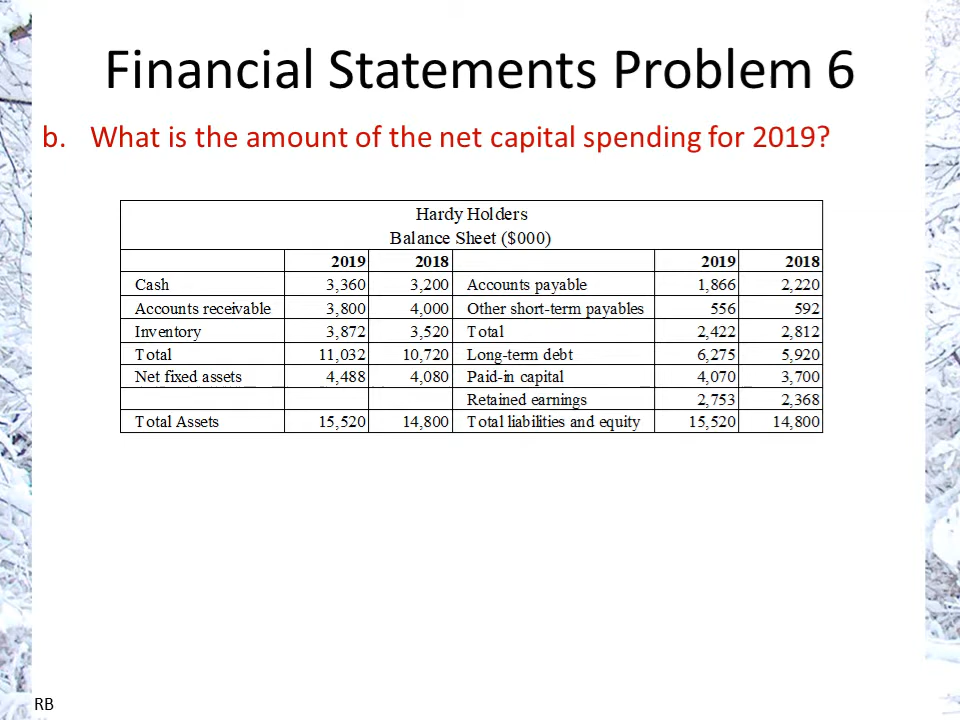 Financial Statements Problem 6
b. What is the amount of the net capital spending for 2019?
Hardy Holders
Balance Sheet ($000)
2019 2018 2019 2018
Cash 3,360 3,200 Accounts payable 1,866 2,220
Accounts receivable 3,800 4,000 Other short-term payables 556 592
Inventory 3,872 3,520 Total 2,422 2,812
Total 11,032 10,720 Long-term debt 6,275 5,920
Net fixed assets 4,488 4,080 Paid-in capital 4,070 3,700
Retained earnings 2,753 2,368
Total Assets 15,520 14,800 Total liabilities and equity 15,520 14,800
RB